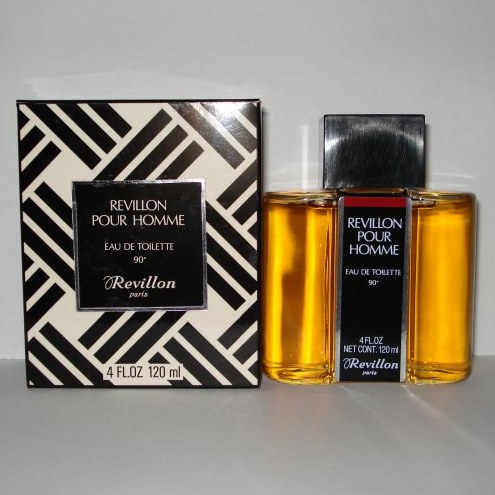 REVILLON
POUR HOMME
EAU DE TOILETTE
90°
Revillon
paris
4 FL.OZ 120 ml
REVILLON
POUR
HOMME
EAU DE TOILETTE
90°
4 FL.OZ
NET CONT. 120 ml
Revillon
paris